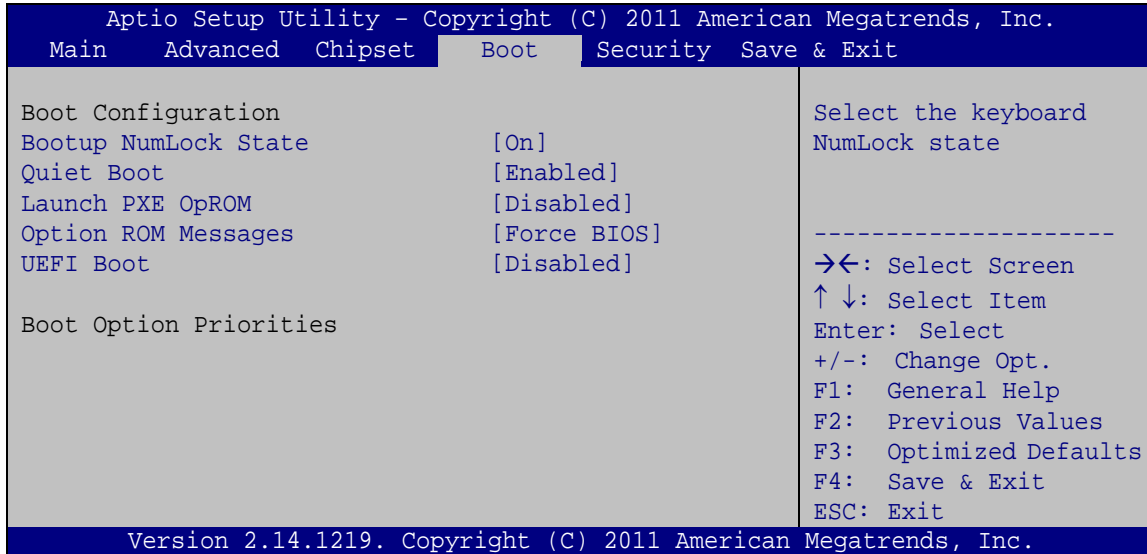 Aptio Setup Utility – Copyright (C) 2011 American Megatrends, Inc.
Main Advanced Chipset Boot Security Save & Exit
Boot Configuration
Bootup NumLock State [On]
Quiet Boot [Enabled]
Launch PXE OpROM [Disabled]
Option ROM Messages [Force BIOS]
UEFI Boot [Disabled]
Boot Option Priorities
Select the keyboard
NumLock state
---------------------
→←: Select Screen
↑ ↓: Select Item
Enter: Select
+/-: Change Opt.
F1: General Help
F2: Previous Values
F3: Optimized Defaults
F4: Save & Exit
ESC: Exit
Version 2.14.1219. Copyright (C) 2011 American Megatrends, Inc.